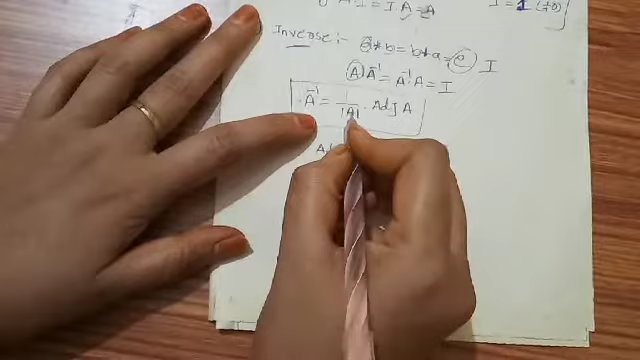 A·I = I A = A I = 1 (±0)
Inverse:- a * b = b * a = e I
A A⁻¹ = A⁻¹·A = I
A⁻¹ = 1/|A| . Adj A